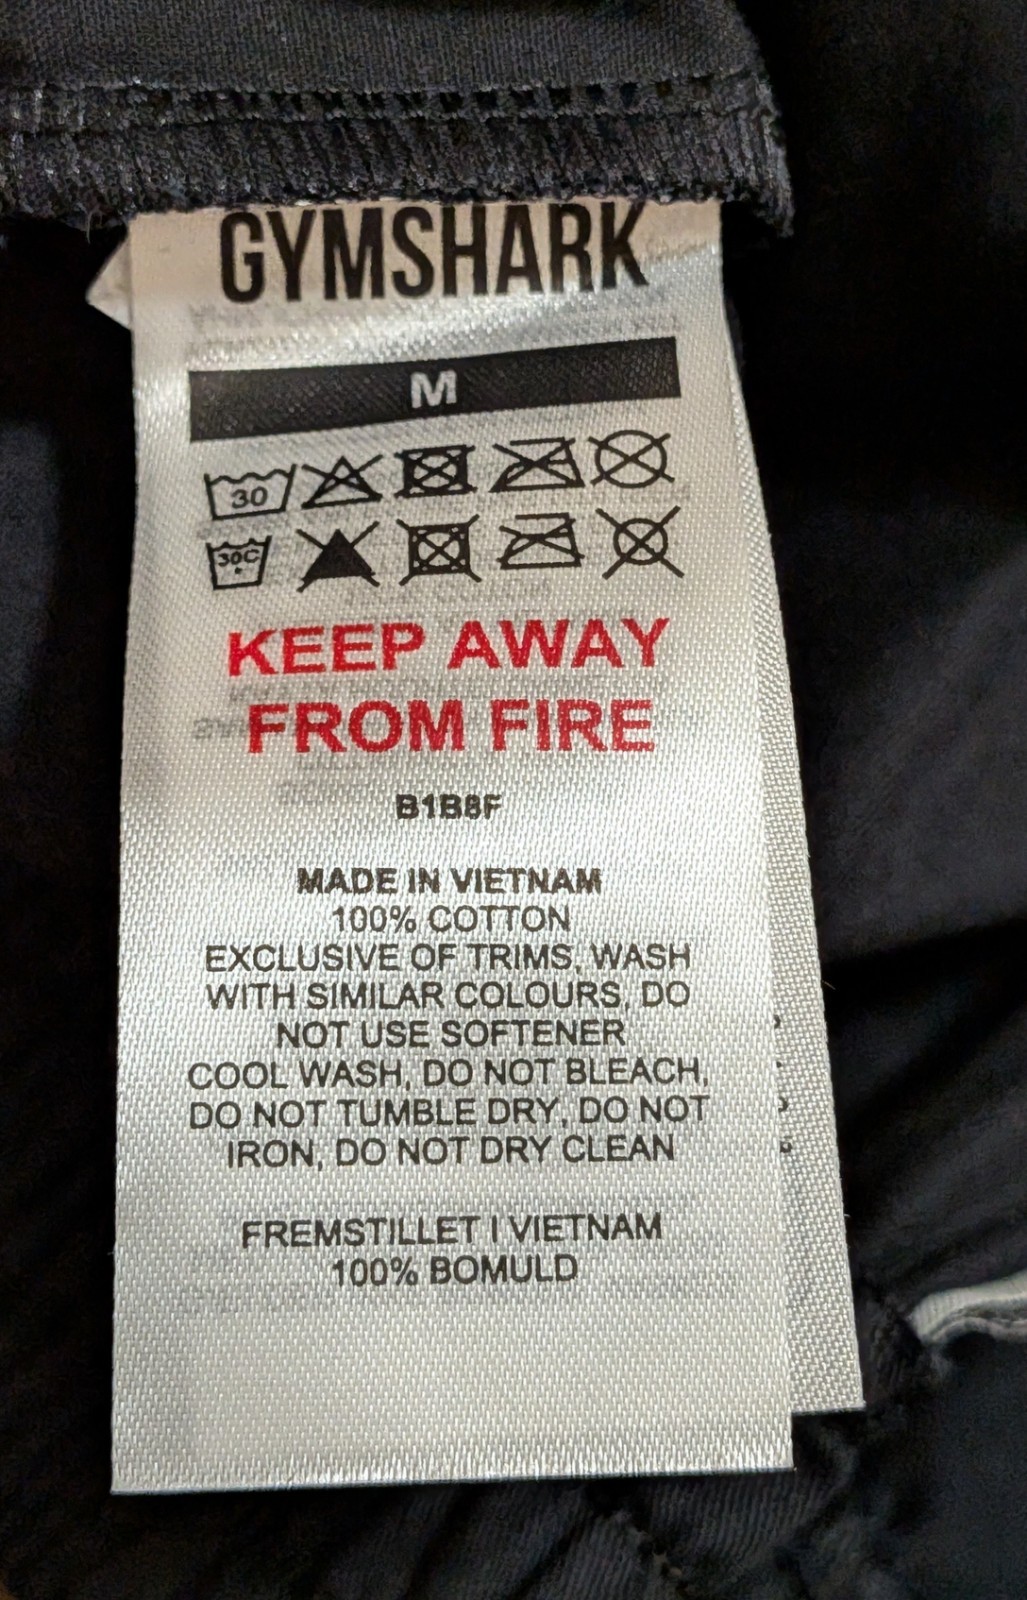 GYMSHARK
M
30
30C
KEEP AWAY
FROM FIRE
B1B8F
MADE IN VIETNAM
100% COTTON
EXCLUSIVE OF TRIMS, WASH
WITH SIMILAR COLOURS, DO
NOT USE SOFTENER
COOL WASH, DO NOT BLEACH,
DO NOT TUMBLE DRY, DO NOT
IRON, DO NOT DRY CLEAN
FREMSTILLET I VIETNAM
100% BOMULD